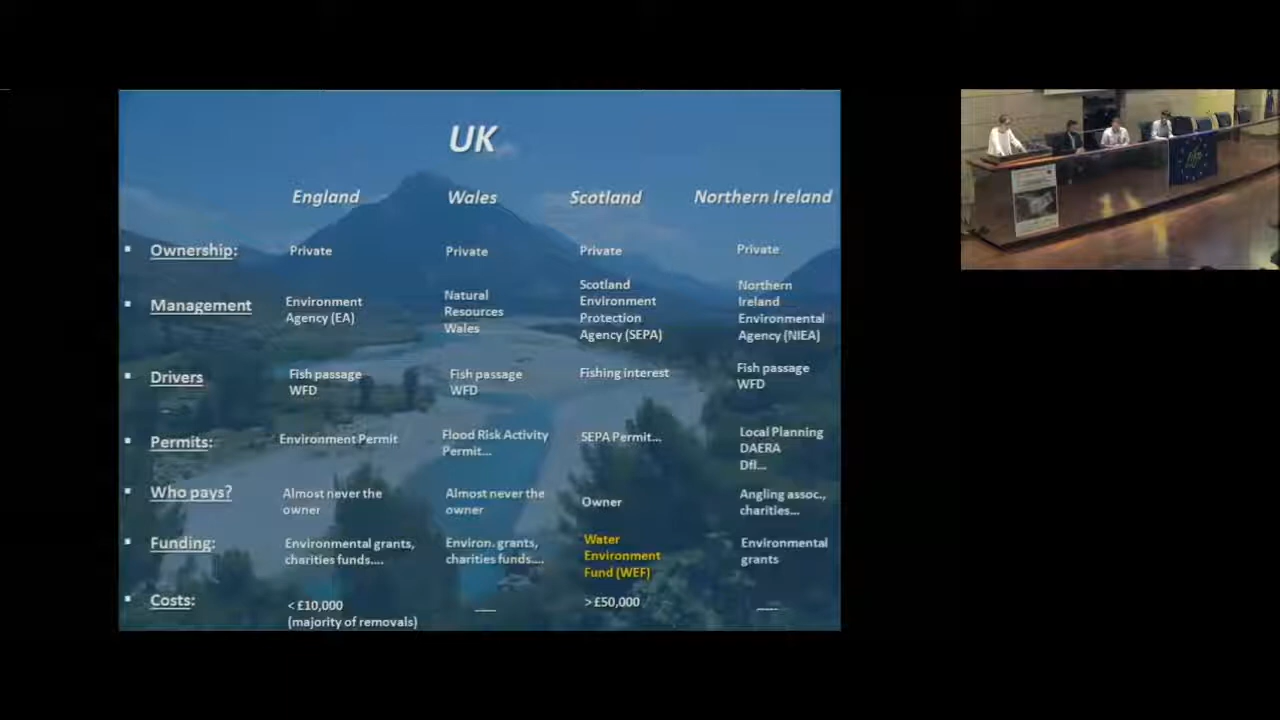 UK
England Wales Scotland Northern Ireland
▪ Ownership: Private Private Private Private
▪ Management Environment Agency (EA) Natural Resources Wales Scotland Environment Protection Agency (SEPA) Northern Ireland Environmental Agency (NIEA)
▪ Drivers Fish passage WFD Fish passage WFD Fishing interest Fish passage WFD
▪ Permits: Environment Permit Flood Risk Activity Permit... SEPA Permit... Local Planning DAERA DfI...
▪ Who pays? Almost never the owner Almost never the owner Owner Angling assoc., charities...
▪ Funding: Environmental grants, charities funds.... Environ. grants, charities funds.... Water Environment Fund (WEF) Environmental grants
▪ Costs: < £10,000 (majority of removals) ___ > £50,000 ___